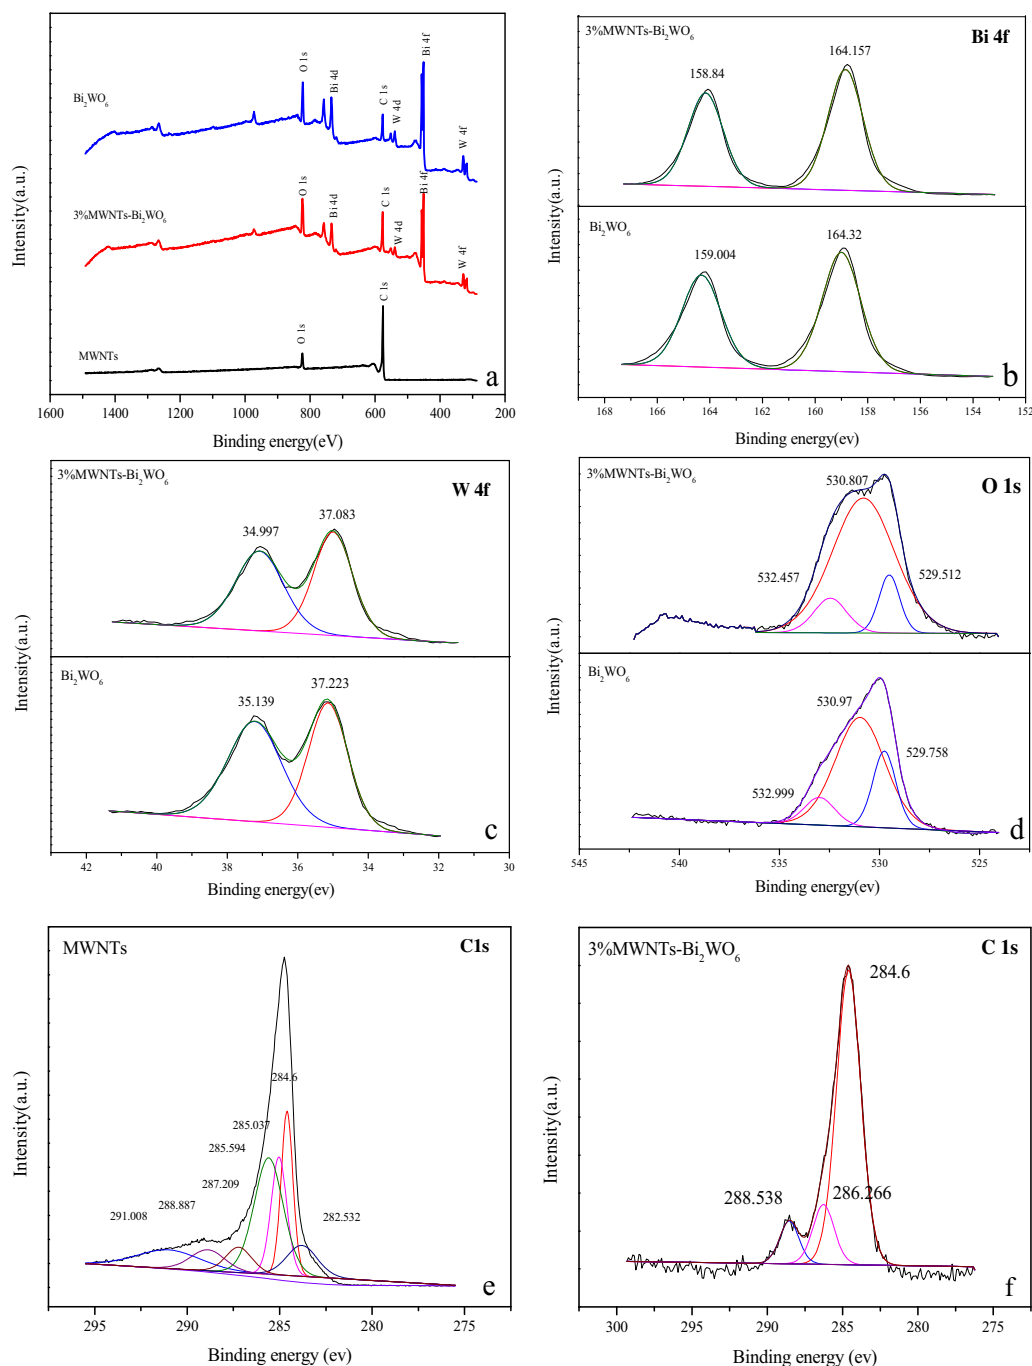 Intensity(a.u.)
Bi₂WO₆
O 1s
Bi 4d
C 1s
W 4d
Bi 4f
W 4f
3%MWNTs-Bi₂WO₆
O 1s
Bi 4d
C 1s
W 4d
Bi 4f
W 4f
MWNTs
O 1s
C 1s
a
1600 1400 1200 1000 800 600 400 200
Binding energy(eV)
Intensity(a.u.)
3%MWNTs-Bi₂WO₆
Bi 4f
158.84
164.157
Bi₂WO₆
159.004
164.32
b
168 166 164 162 160 158 156 154 152
Binding energy(ev)
Intensity(a.u.)
3%MWNTs-Bi₂WO₆
W 4f
34.997
37.083
Bi₂WO₆
35.139
37.223
c
42 40 38 36 34 32 30
Binding energy(ev)
Intensity(a.u.)
3%MWNTs-Bi₂WO₆
O 1s
530.807
532.457
529.512
Bi₂WO₆
530.97
529.758
532.999
d
545 540 535 530 525
Binding energy(ev)
Intensity(a.u.)
MWNTs
C1s
284.6
285.037
285.594
287.209
288.887
291.008
282.532
e
295 290 285 280 275
Binding energy (ev)
Intensity(a.u.)
3%MWNTs-Bi₂WO₆
C 1s
284.6
288.538
286.266
f
300 295 290 285 280 275
Binding energy (ev)